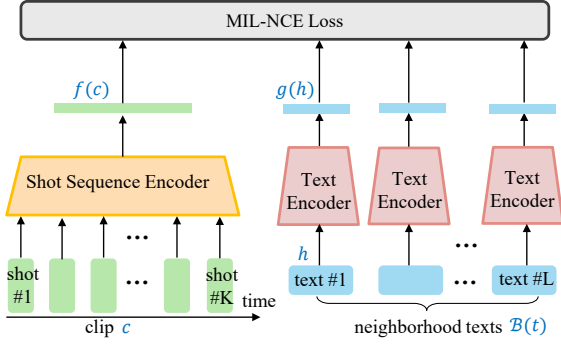 MIL-NCE Loss
f(c)
g(h)
Shot Sequence Encoder
Text
Encoder
Text
Encoder
Text
Encoder
...
h
...
shot
#1
...
shot
#K
time
text #1
text #L
clip c
neighborhood texts ℬ(t)